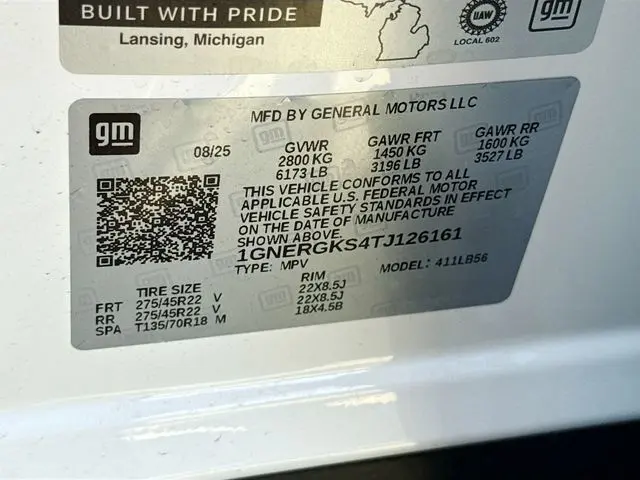 BUILT WITH PRIDE
Lansing, Michigan
UAW
LOCAL 602
gm
gm
MFD BY GENERAL MOTORS LLC
08/25 GVWR GAWR FRT GAWR RR
2800 KG 1450 KG 1600 KG
6173 LB 3196 LB 3527 LB
THIS VEHICLE CONFORMS TO ALL
APPLICABLE U.S. FEDERAL MOTOR
VEHICLE SAFETY STANDARDS IN EFFECT
ON THE DATE OF MANUFACTURE
SHOWN ABOVE
1GNERGKS4TJ126161
TYPE: MPV MODEL: 411LB56
TIRE SIZE RIM
FRT 275/45R22 V 22X8.5J
RR 275/45R22 V 22X8.5J
SPA T135/70R18 M 18X4.5B